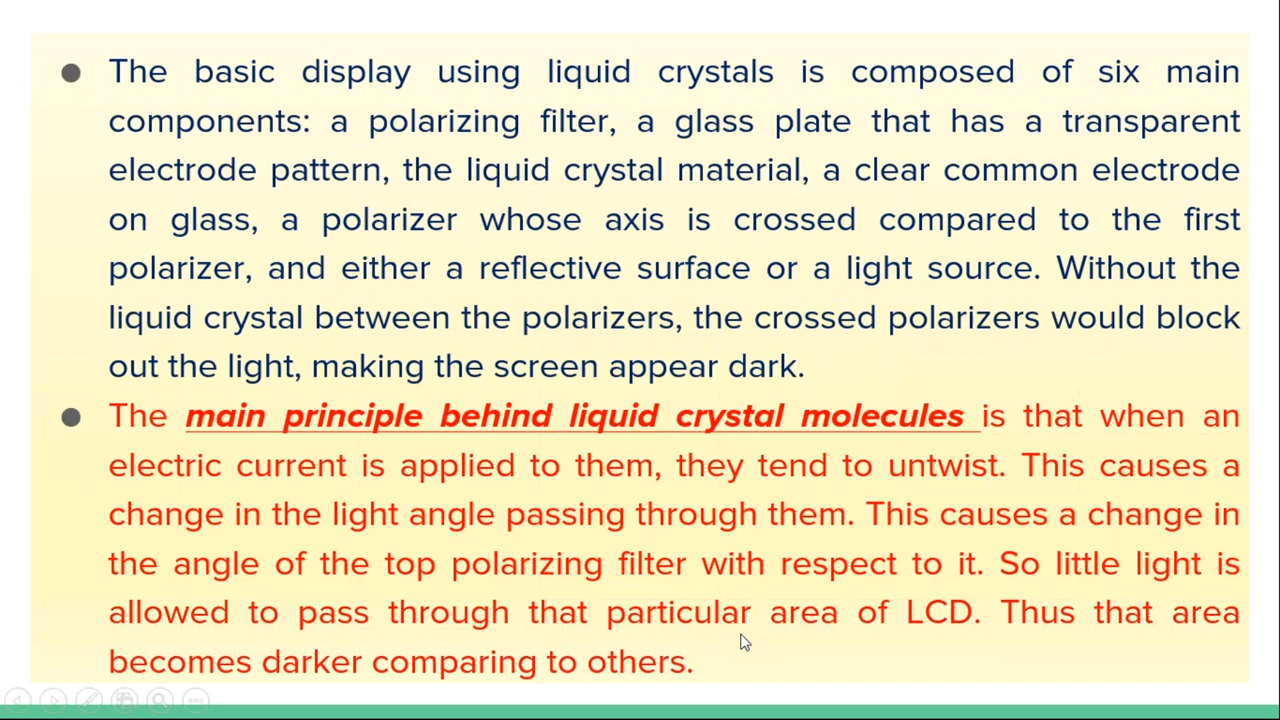 The basic display using liquid crystals is composed of six main
components: a polarizing filter, a glass plate that has a transparent
electrode pattern, the liquid crystal material, a clear common electrode
on glass, a polarizer whose axis is crossed compared to the first
polarizer, and either a reflective surface or a light source. Without the
liquid crystal between the polarizers, the crossed polarizers would block
out the light, making the screen appear dark.
The main principle behind liquid crystal molecules is that when an
electric current is applied to them, they tend to untwist. This causes a
change in the light angle passing through them. This causes a change in
the angle of the top polarizing filter with respect to it. So little light is
allowed to pass through that particular area of LCD. Thus that area
becomes darker comparing to others.